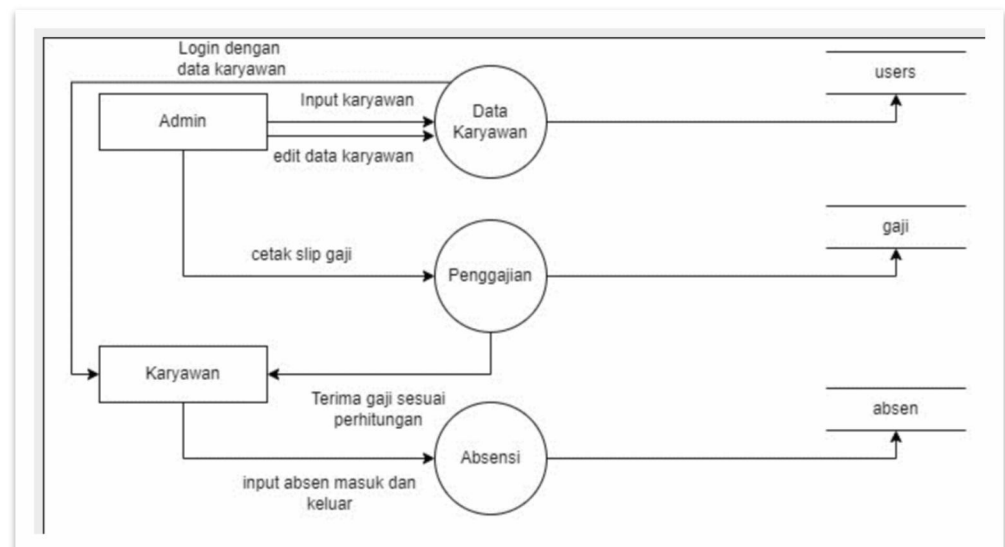 Login dengan
data karyawan
users
Admin
Input karyawan
Data
Karyawan
edit data karyawan
gaji
cetak slip gaji
Penggajian
Karyawan
Terima gaji sesuai
perhitungan
absen
Absensi
input absen masuk dan
keluar